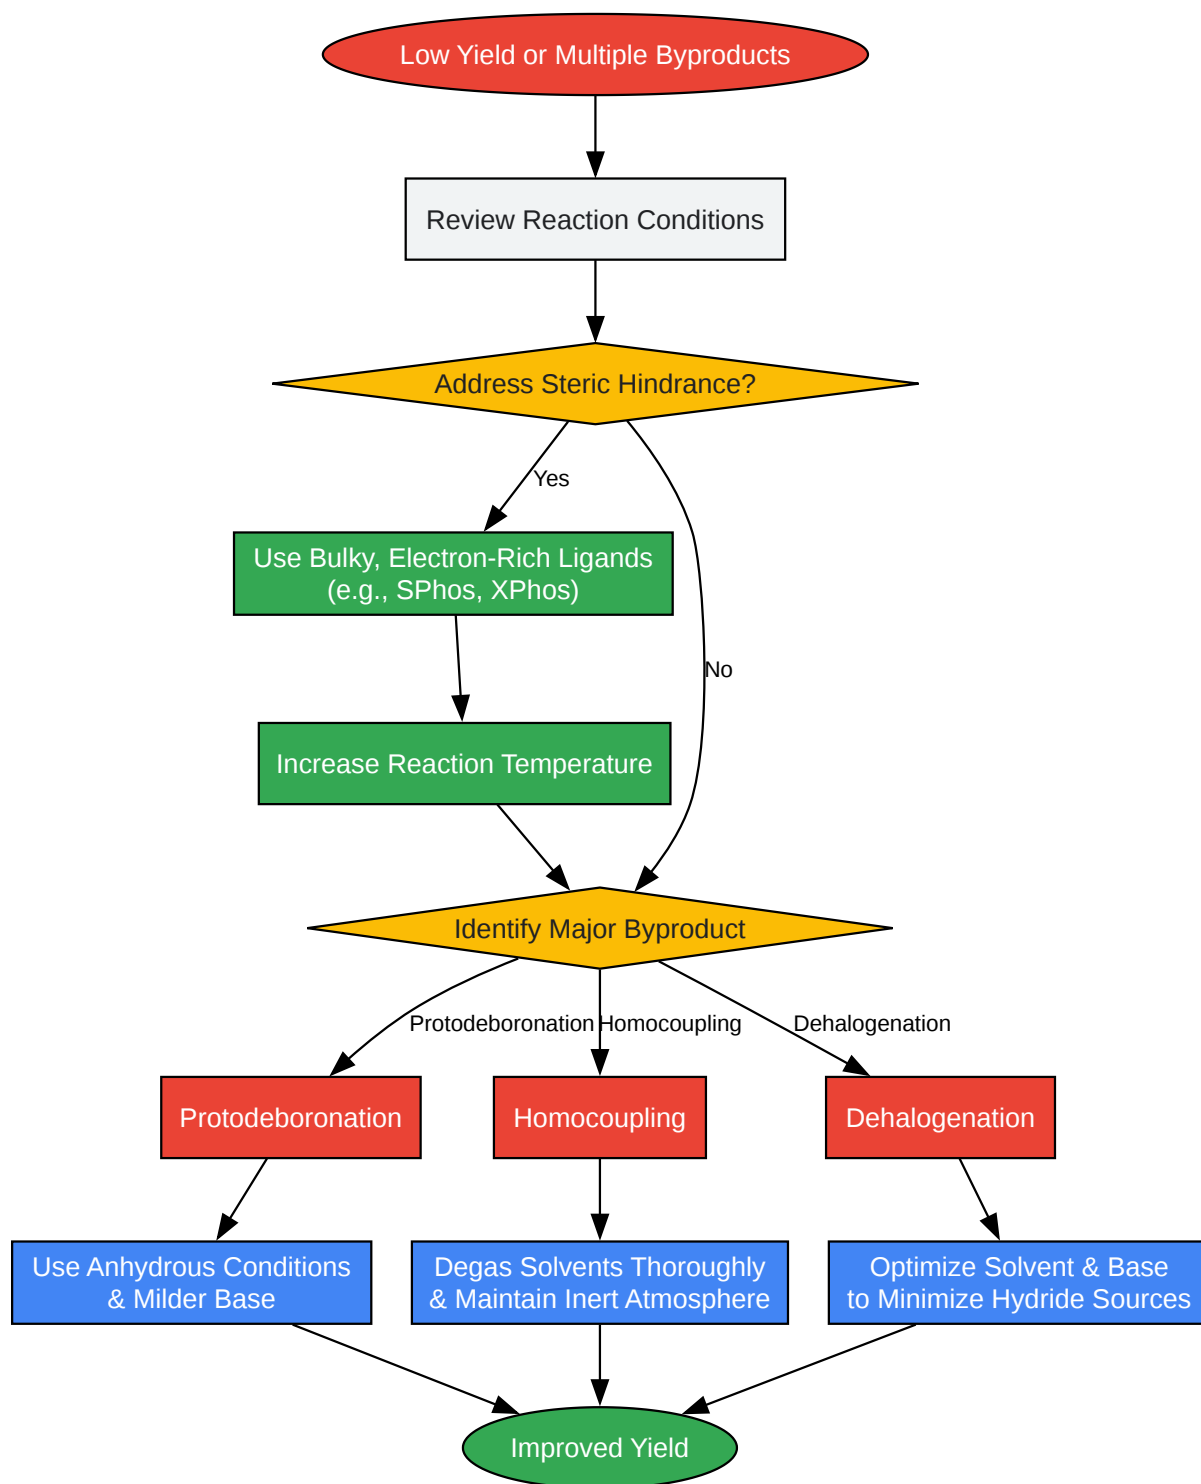 Low Yield or Multiple Byproducts
Review Reaction Conditions
Address Steric Hindrance?
Yes
Use Bulky, Electron-Rich Ligands
(e.g., SPhos, XPhos)
No
Increase Reaction Temperature
Identify Major Byproduct
Protodeboronation
Homocoupling
Dehalogenation
Protodeboronation
Homocoupling
Dehalogenation
Use Anhydrous Conditions
& Milder Base
Degas Solvents Thoroughly
& Maintain Inert Atmosphere
Optimize Solvent & Base
to Minimize Hydride Sources
Improved Yield